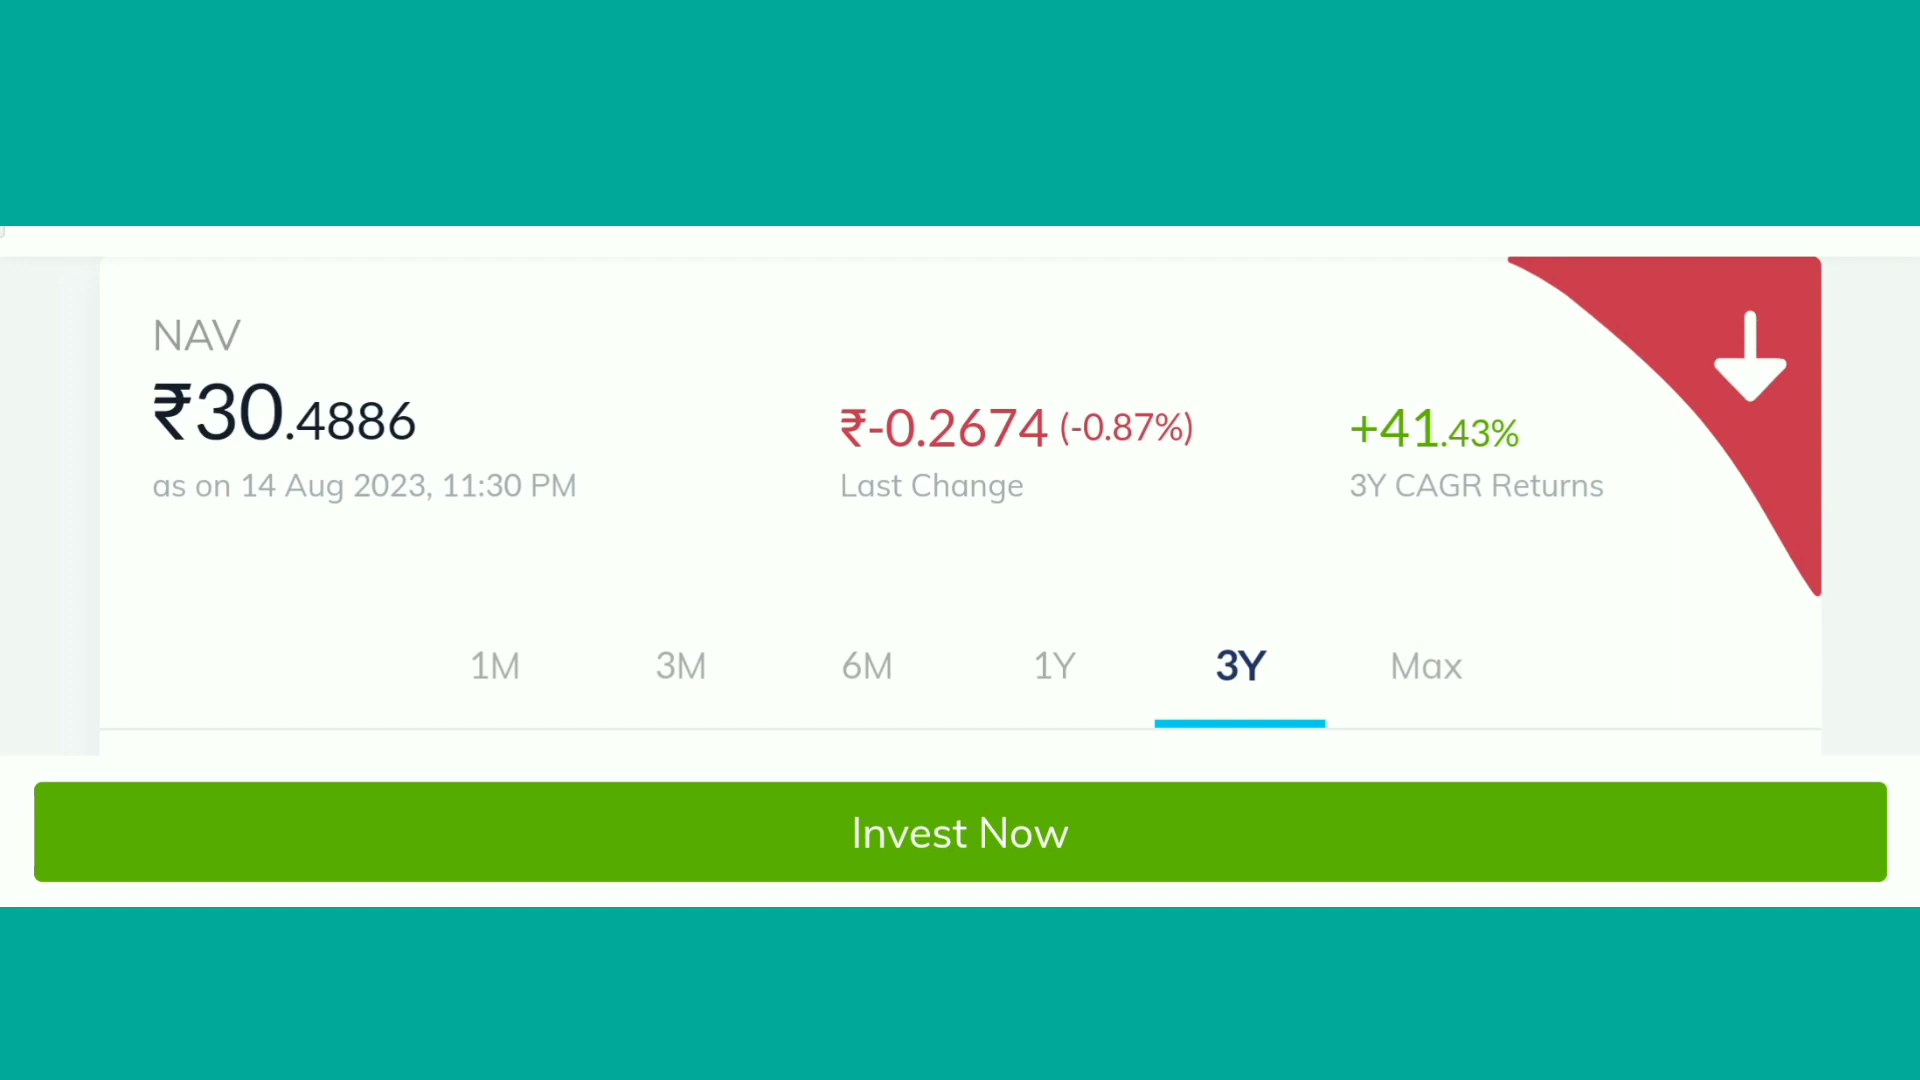 NAV
₹30.4886
as on 14 Aug 2023, 11:30 PM
₹-0.2674 (-0.87%)
Last Change
+41.43%
3Y CAGR Returns
1M 3M 6M 1Y 3Y Max
Invest Now